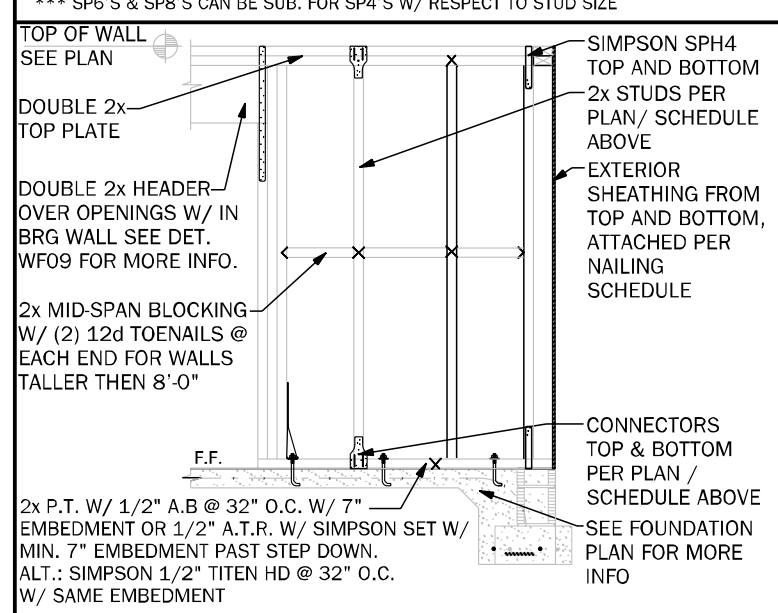 *** SP6'S & SP8'S CAN BE SUB. FOR SP4'S W/ RESPECT TO STUD SIZE
TOP OF WALL
SEE PLAN
DOUBLE 2x
TOP PLATE
DOUBLE 2x HEADER
OVER OPENINGS W/ IN
BRG WALL SEE DET.
WF09 FOR MORE INFO.
2x MID-SPAN BLOCKING
W/ (2) 12d TOENAILS @
EACH END FOR WALLS
TALLER THEN 8'-0"
F.F.
2x P.T. W/ 1/2" A.B @ 32" O.C. W/ 7"
EMBEDMENT OR 1/2" A.T.R. W/ SIMPSON SET W/
MIN. 7" EMBEDMENT PAST STEP DOWN.
ALT.: SIMPSON 1/2" TITEN HD @ 32" O.C.
W/ SAME EMBEDMENT
SIMPSON SPH4
TOP AND BOTTOM
2x STUDS PER
PLAN/ SCHEDULE
ABOVE
EXTERIOR
SHEATHING FROM
TOP AND BOTTOM,
ATTACHED PER
NAILING
SCHEDULE
CONNECTORS
TOP & BOTTOM
PER PLAN /
SCHEDULE ABOVE
SEE FOUNDATION
PLAN FOR MORE
INFO